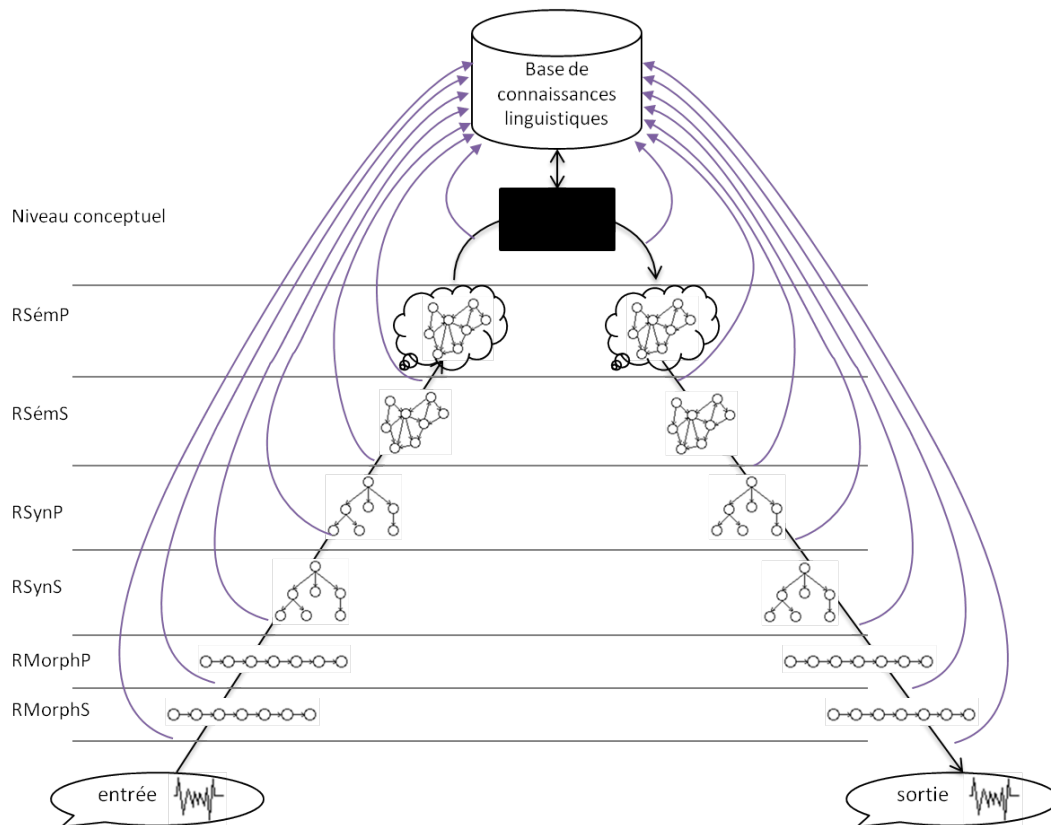 Base de
connaissances
linguistiques
Niveau conceptuel
RSémP
RSémS
RSynP
RSynS
RMorphP
RMorphS
entrée
sortie